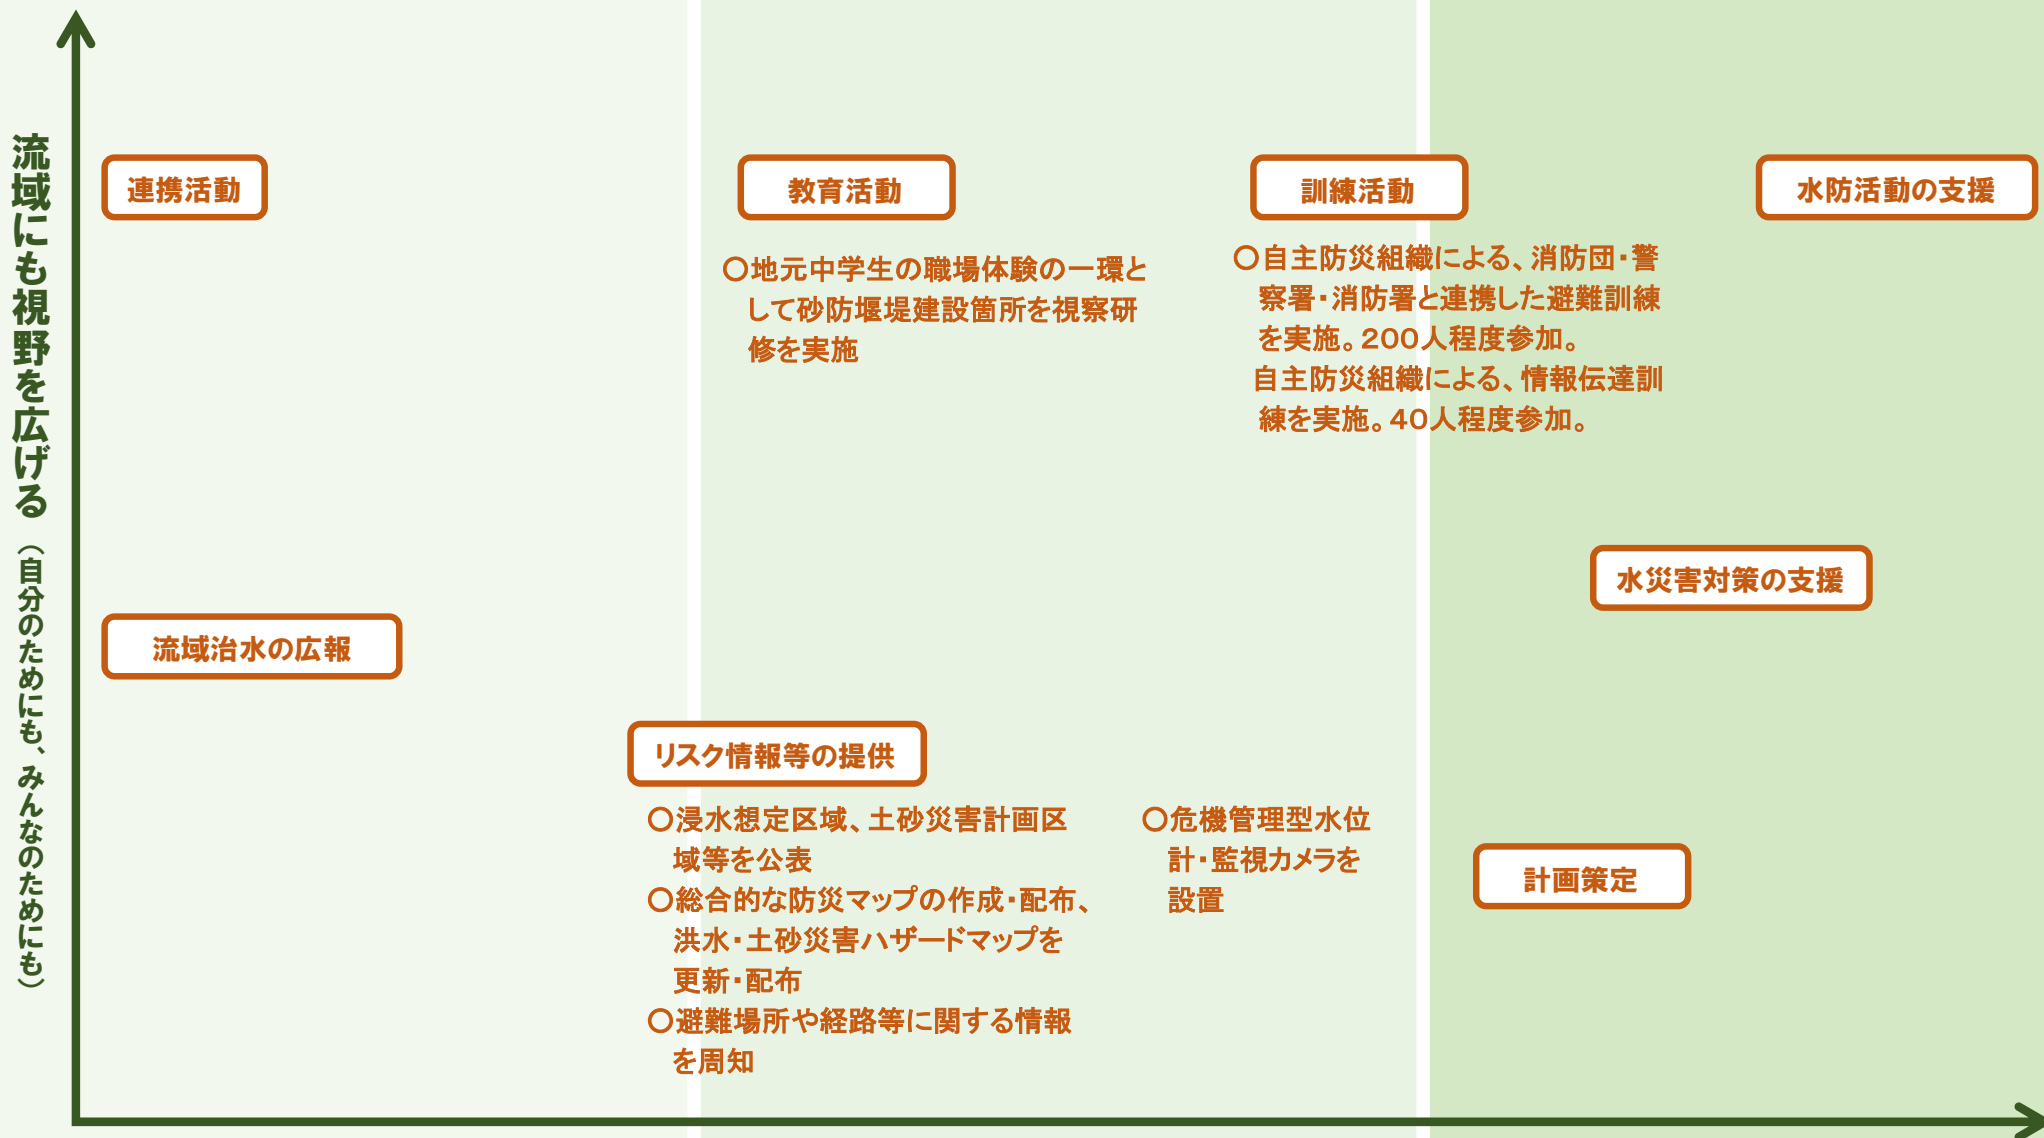 流域にも視野を広げる
（自分のためにも、みんなのためにも）
連携活動
教育活動
〇地元中学生の職場体験の一環と
して砂防堰堤建設箇所を視察研
修を実施
訓練活動
〇自主防災組織による、消防団・警
察署・消防署と連携した避難訓練
を実施。200人程度参加。
自主防災組織による、情報伝達訓
練を実施。40人程度参加。
水防活動の支援
水災害対策の支援
流域治水の広報
リスク情報等の提供
〇浸水想定区域、土砂災害計画区
域等を公表
〇総合的な防災マップの作成・配布、
洪水・土砂災害ハザードマップを
更新・配布
〇避難場所や経路等に関する情報
を周知
〇危機管理型水位
計・監視カメラを
設置
計画策定